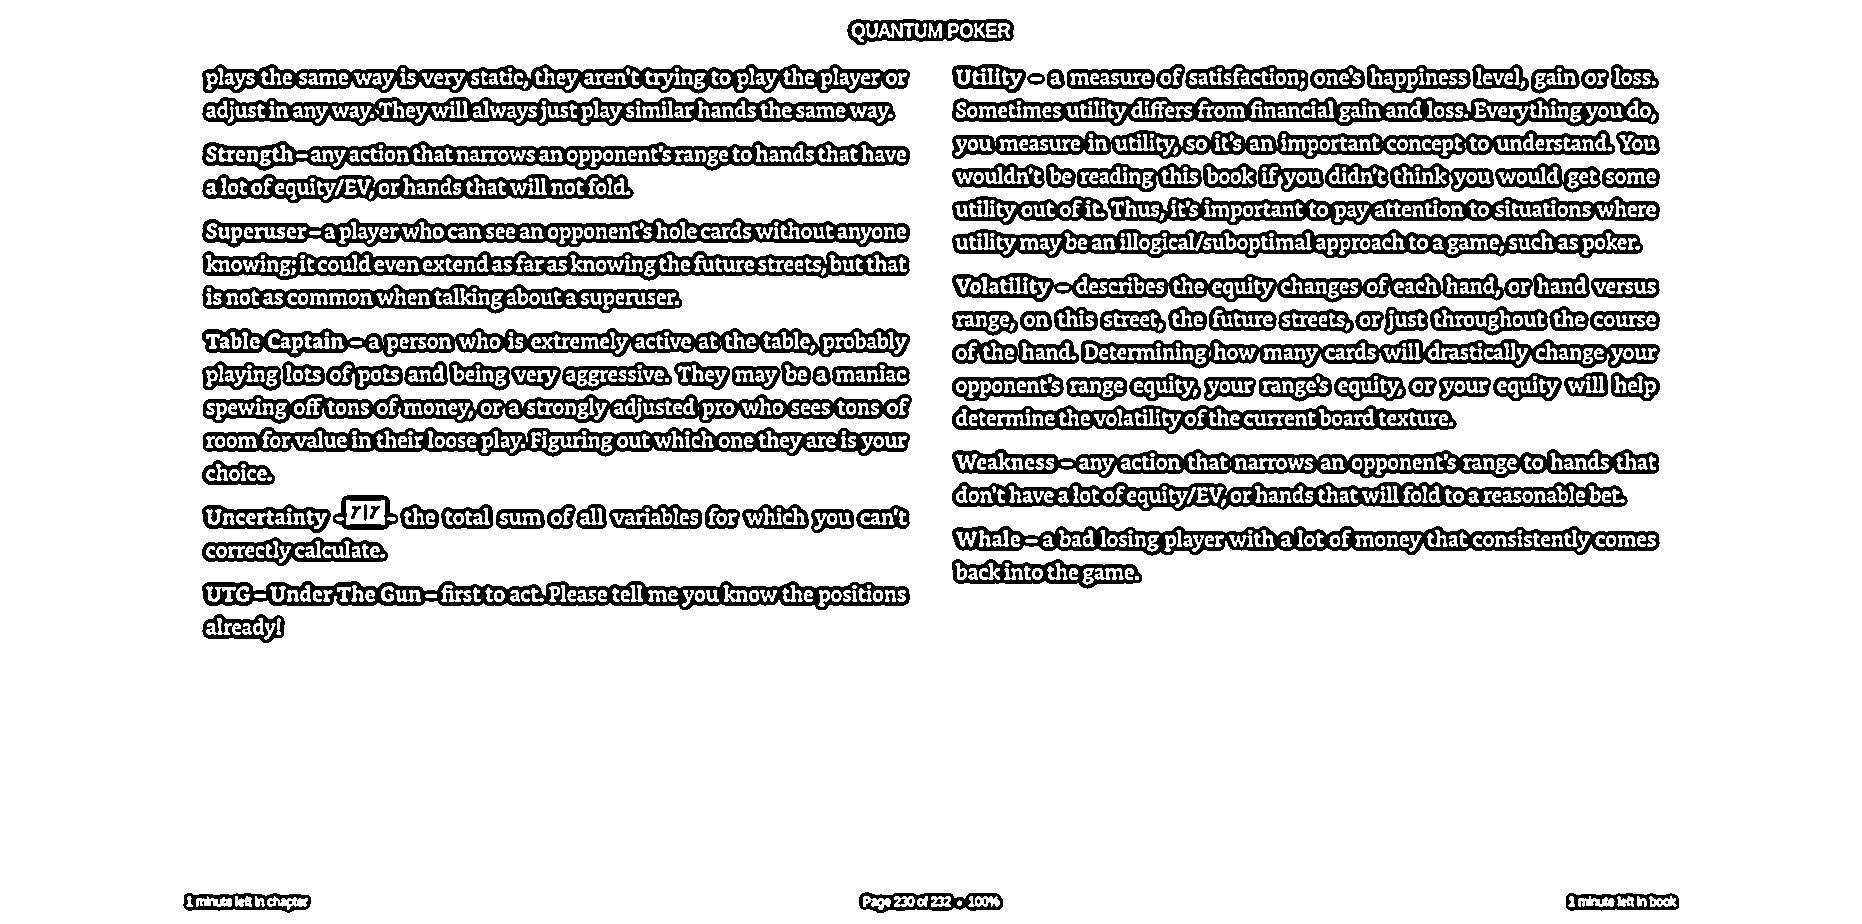 QUANTUM POKER
plays the same way is very static, they aren't trying to play the player or
adjust in any way. They will always just play similar hands the same way.
Strength – any action that narrows an opponent's range to hands that have
a lot of equity/EV, or hands that will not fold.
Superuser – a player who can see an opponent's hole cards without anyone
knowing; it could even extend as far as knowing the future streets, but that
is not as common when talking about a superuser.
Table Captain – a person who is extremely active at the table, probably
playing lots of pots and being very aggressive. They may be a maniac
spewing off tons of money, or a strongly adjusted pro who sees tons of
room for value in their loose play. Figuring out which one they are is your
choice.
Uncertainty - - the total sum of all variables for which you can't
correctly calculate.
UTG – Under The Gun – first to act. Please tell me you know the positions
already!
Utility – a measure of satisfaction; one's happiness level, gain or loss.
Sometimes utility differs from financial gain and loss. Everything you do,
you measure in utility, so it's an important concept to understand. You
wouldn't be reading this book if you didn't think you would get some
utility out of it. Thus, it's important to pay attention to situations where
utility may be an illogical/suboptimal approach to a game, such as poker.
Volatility – describes the equity changes of each hand, or hand versus
range, on this street, the future streets, or just throughout the course
of the hand. Determining how many cards will drastically change your
opponent's range equity, your range's equity, or your equity will help
determine the volatility of the current board texture.
Weakness – any action that narrows an opponent's range to hands that
don't have a lot of equity/EV, or hands that will fold to a reasonable bet.
Whale – a bad losing player with a lot of money that consistently comes
back into the game.
1 minute left in chapter
Page 230 of 232 • 100%
1 minute left in book